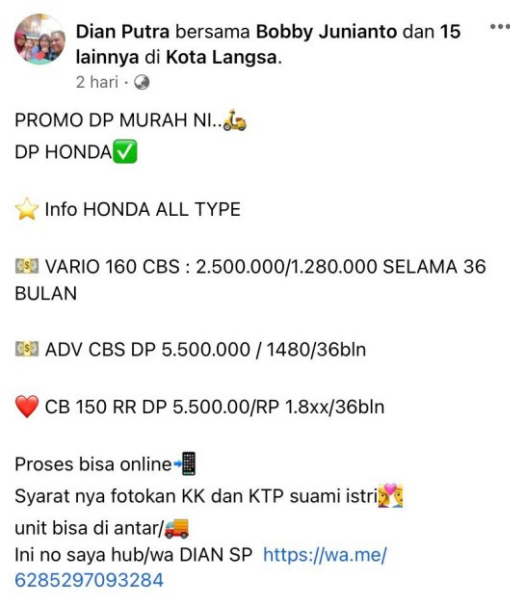 Dian Putra bersama Bobby Junianto dan 15
lainnya di Kota Langsa.
2 hari ·
PROMO DP MURAH NI..🛵
DP HONDA✅
⭐ Info HONDA ALL TYPE
💵 VARIO 160 CBS : 2.500.000/1.280.000 SELAMA 36
BULAN
💵 ADV CBS DP 5.500.000 / 1480/36bln
❤️ CB 150 RR DP 5.500.00/RP 1.8xx/36bln
Proses bisa online📲
Syarat nya fotokan KK dan KTP suami istri💑
unit bisa di antar/🚚
Ini no saya hub/wa DIAN SP https://wa.me/
6285297093284